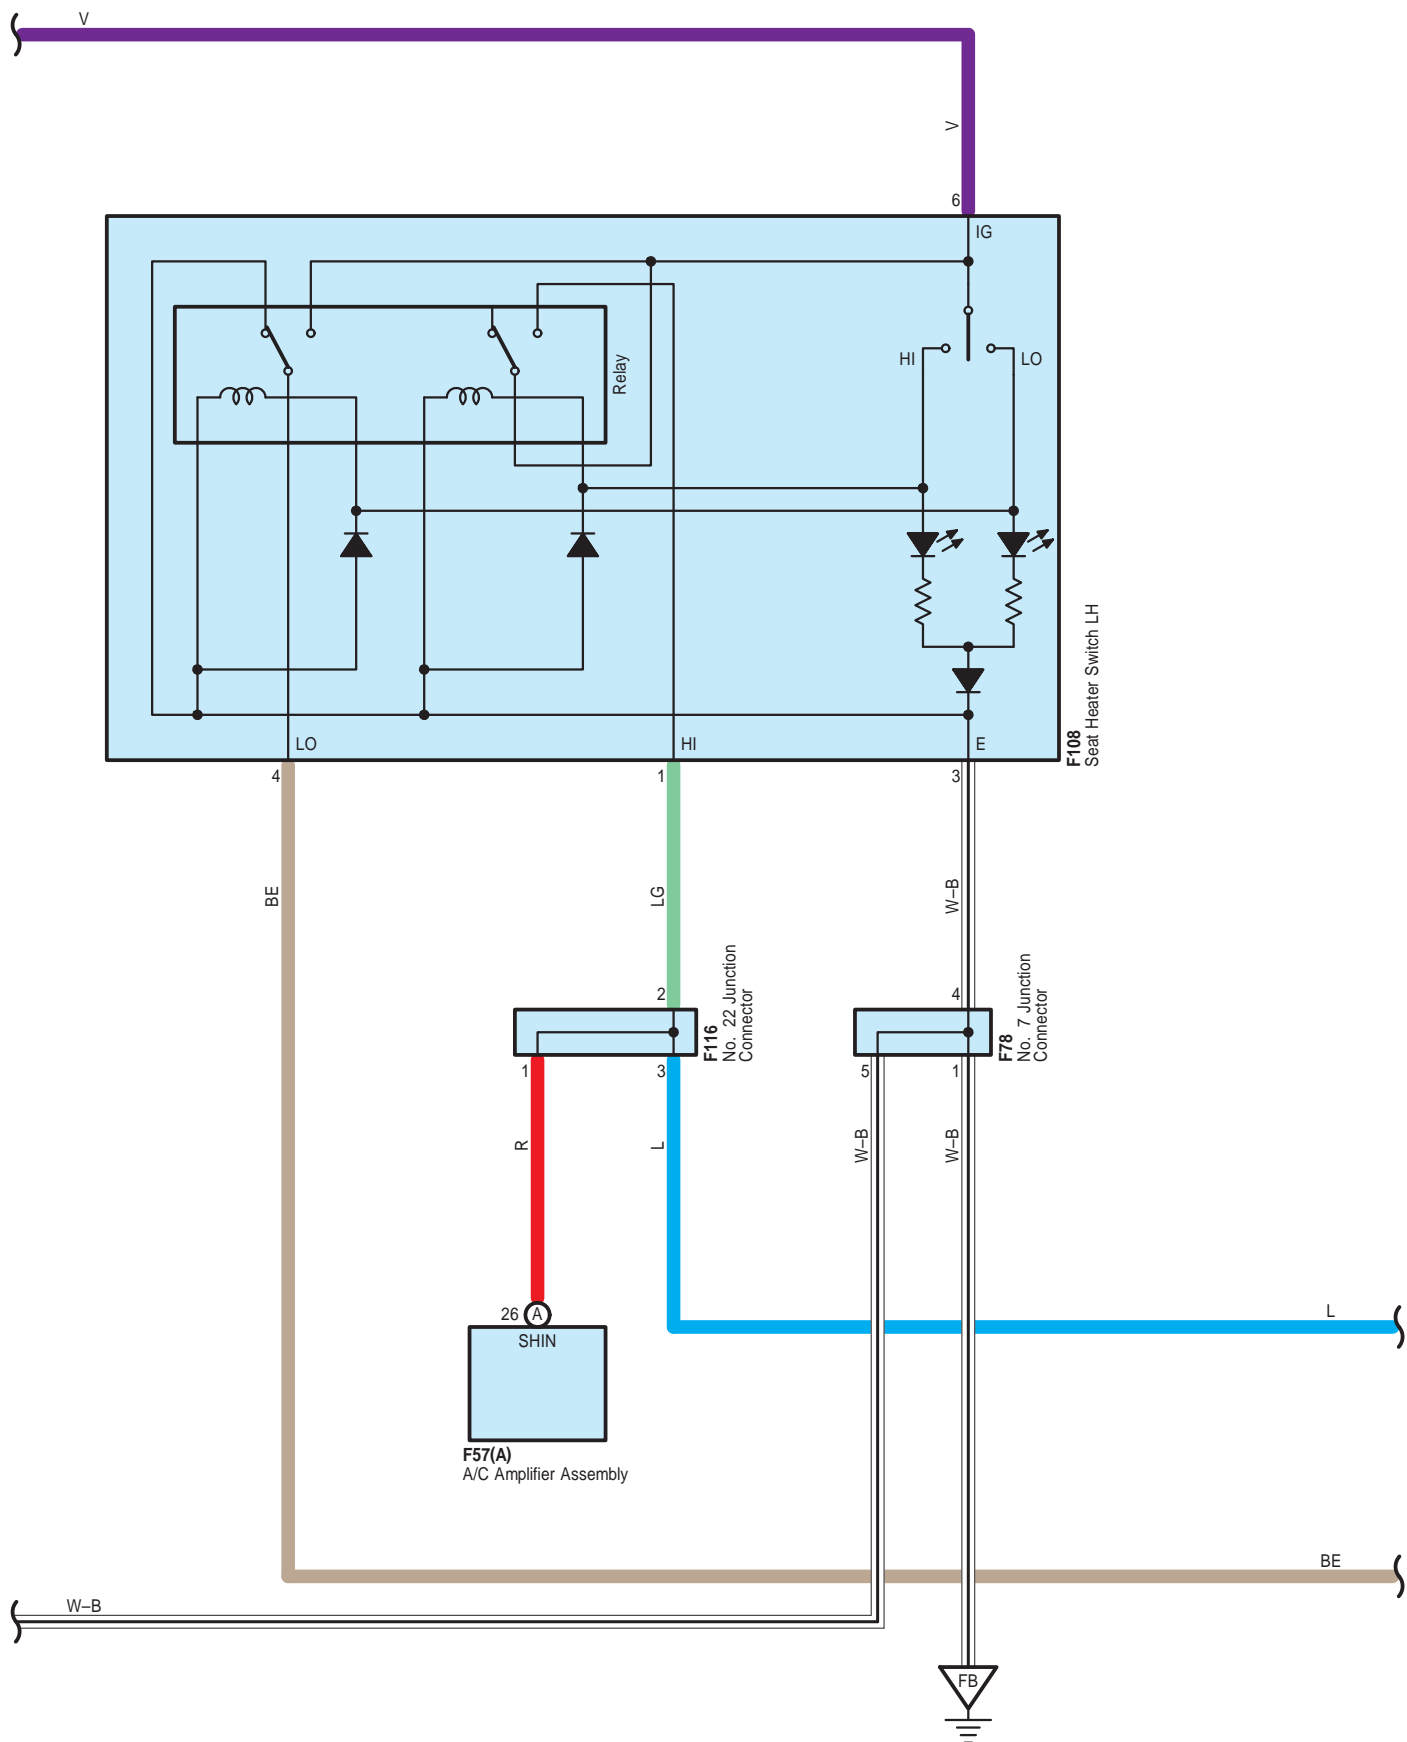 V
V
6
IG
Relay
HI
LO
LO
HI
E
F108
Seat Heater Switch LH
4
1
3
BE
LG
W–B
2
4
F116
No. 22 Junction
Connector
F78
No. 7 Junction
Connector
1
3
5
1
R
L
W–B
W–B
26
A
SHIN
L
F57(A)
A/C Amplifier Assembly
BE
W–B
FB